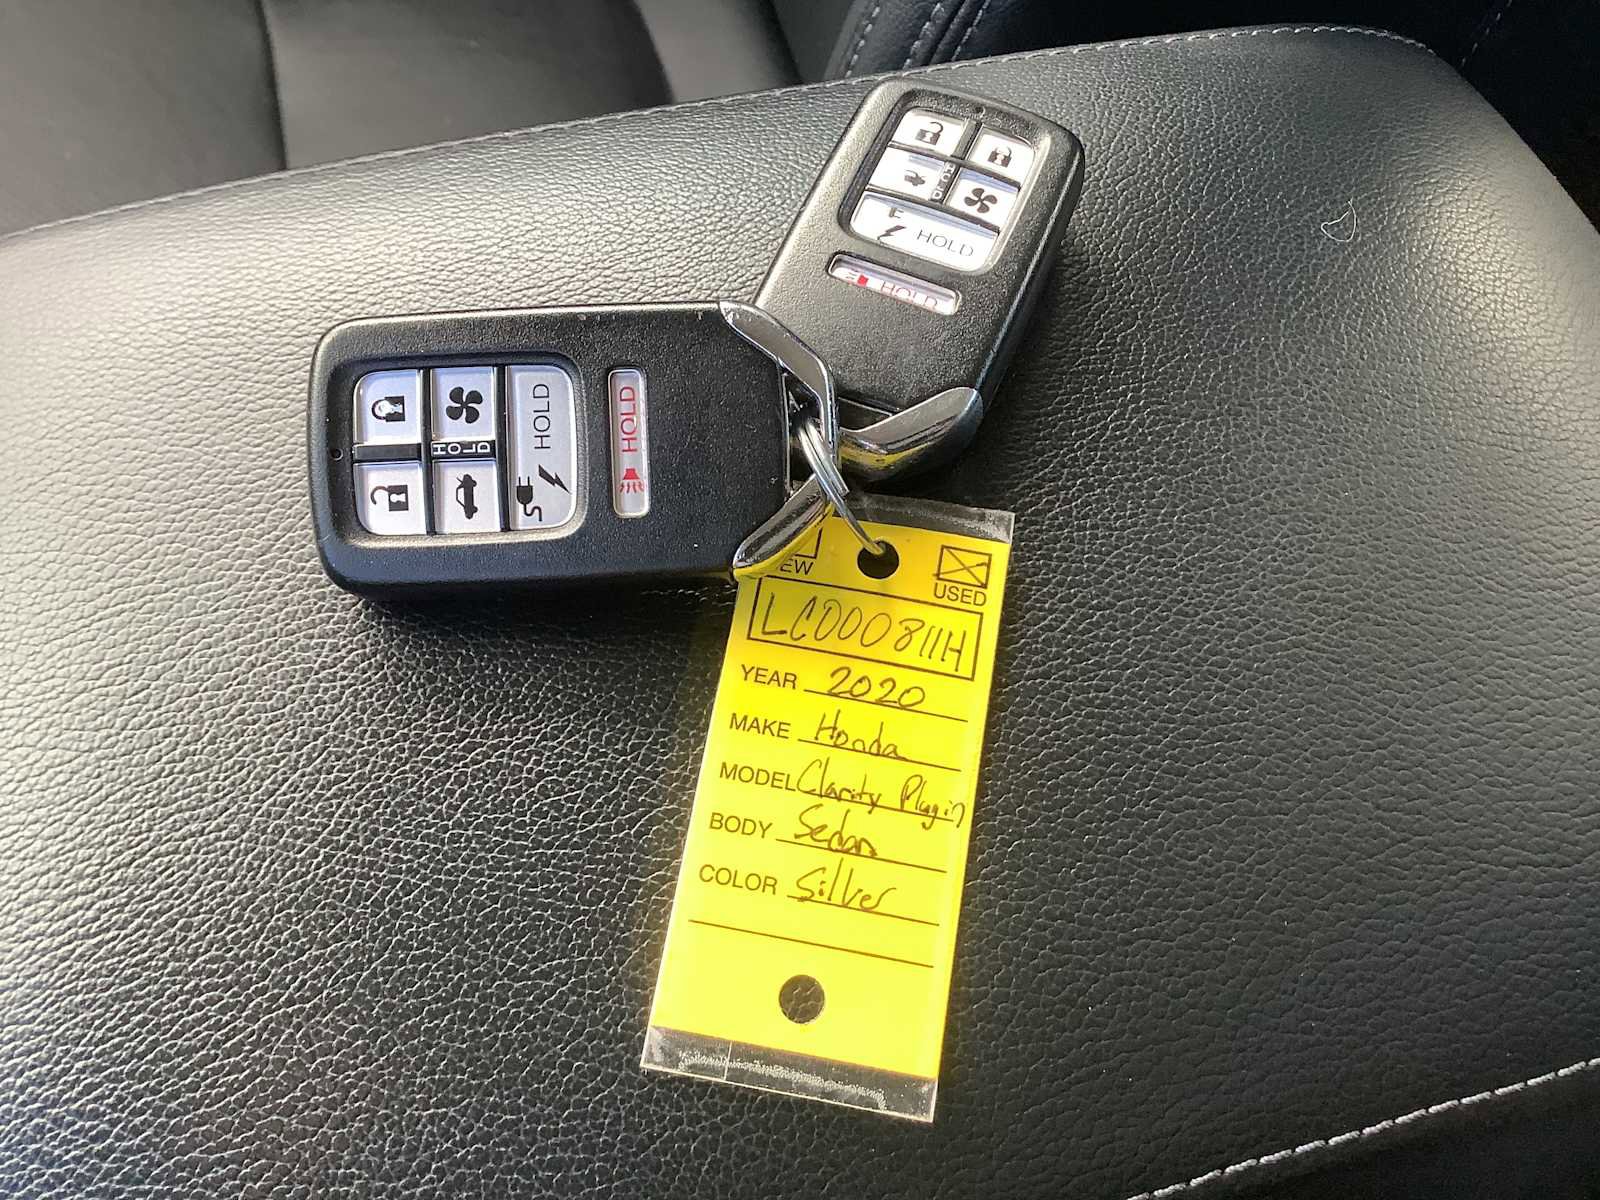 HOLD
HOLD
HOLD
HOLD
HOLD
HOLD
USED
LC000811H
YEAR 2020
MAKE Honda
MODEL Clarity Plugin
BODY Sedan
COLOR Silver